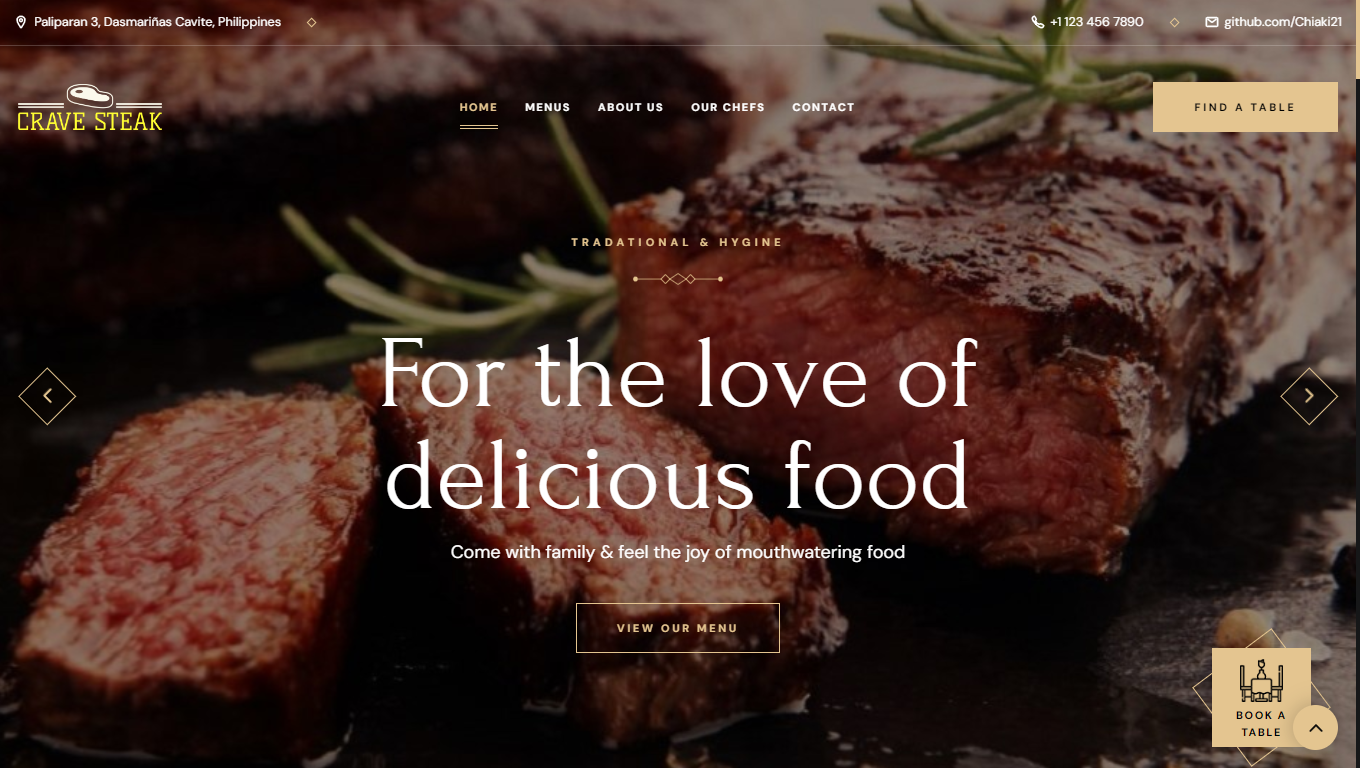 Paliparan 3, Dasmariñas Cavite, Philippines
+1 123 456 7890
github.com/Chiaki21
CRAVE STEAK
HOME
MENUS
ABOUT US
OUR CHEFS
CONTACT
FIND A TABLE
TRADATIONAL & HYGINE
For the love of
delicious food
Come with family & feel the joy of mouthwatering food
VIEW OUR MENU
BOOK A
TABLE